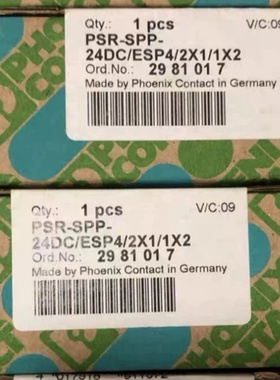 Qty.: 1 pcs V/C:09
PSR-SPP-
24DC/ESP4/2X1/1X2
Ord.No.: 29 81 01 7
Made by Phoenix Contact in Germany
Qty.: 1 pcs V/C:09
PSR-SPP-
24DC/ESP4/2X1/1X2
Ord.No.: 29 81 01 7
Made by Phoenix Contact in Germany